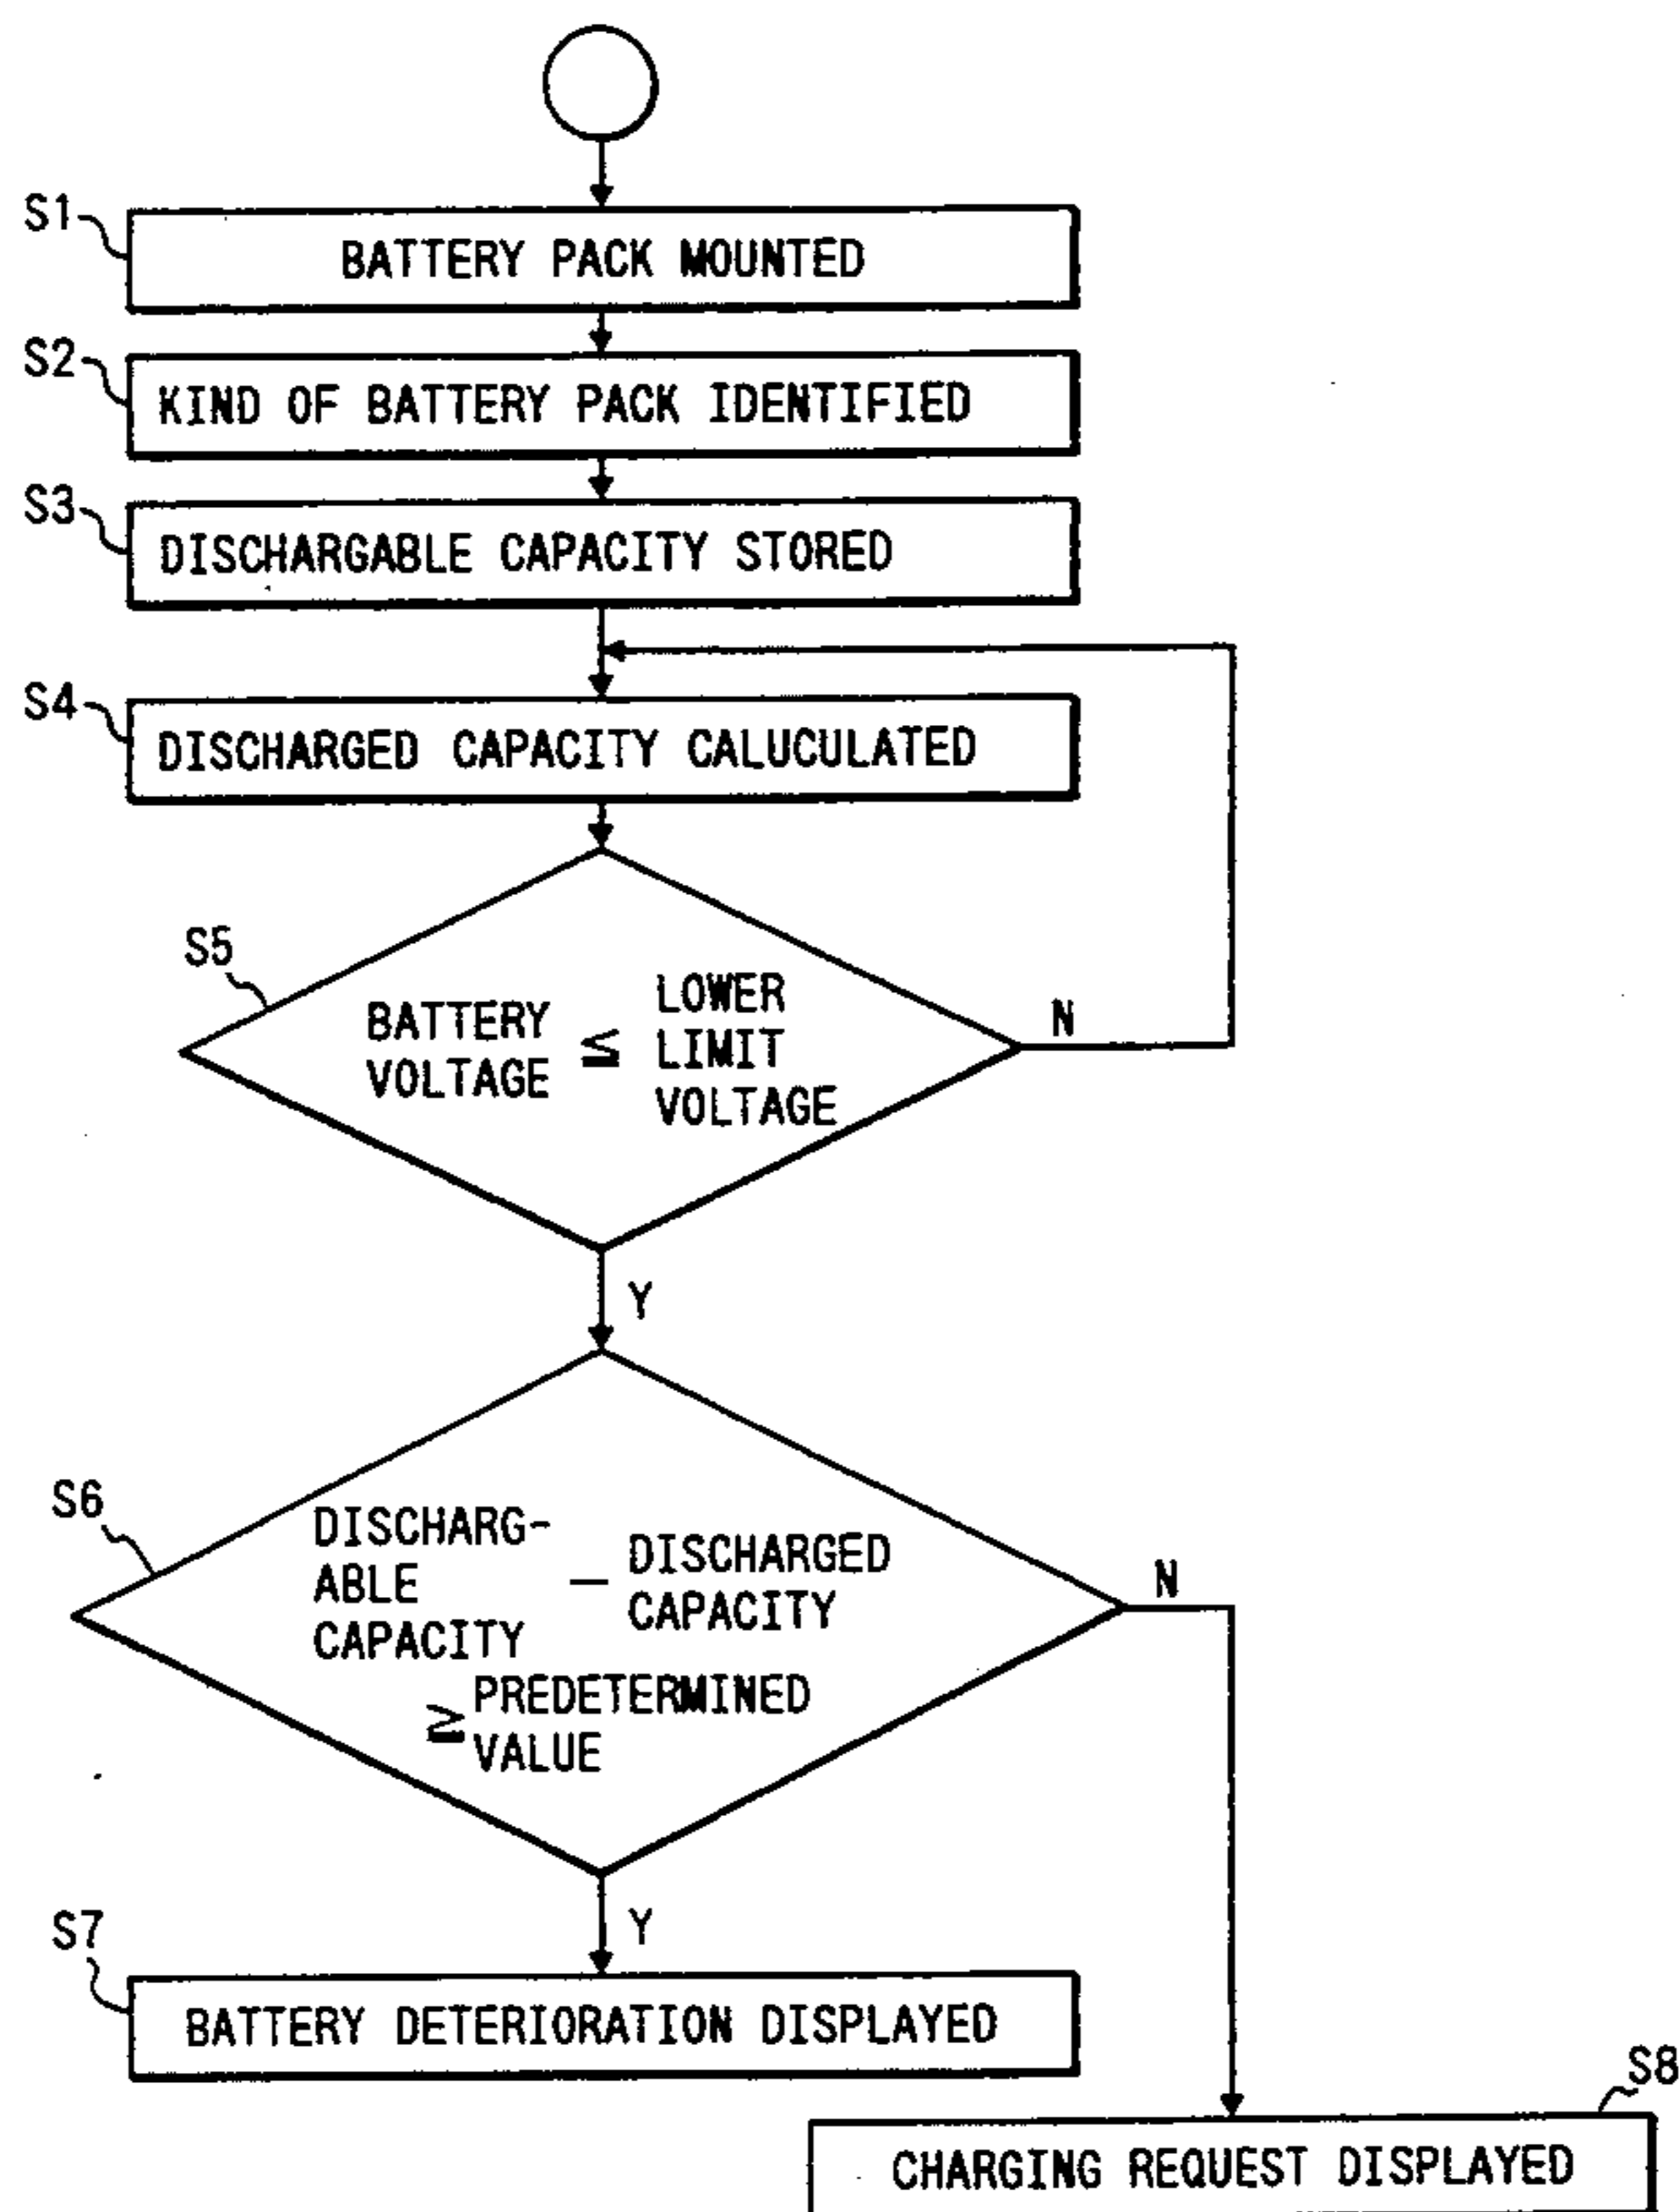 S1
BATTERY PACK MOUNTED
S2
KIND OF BATTERY PACK IDENTIFIED
S3
DISCHARGABLE CAPACITY STORED
S4
DISCHARGED CAPACITY CALUCULATED
S5
BATTERY
VOLTAGE
≦
LOWER
LIMIT
VOLTAGE
N
Y
S6
DISCHARG-
ABLE
CAPACITY
—
DISCHARGED
CAPACITY
≧
PREDETERMINED
VALUE
N
Y
S7
BATTERY DETERIORATION DISPLAYED
S8
CHARGING REQUEST DISPLAYED